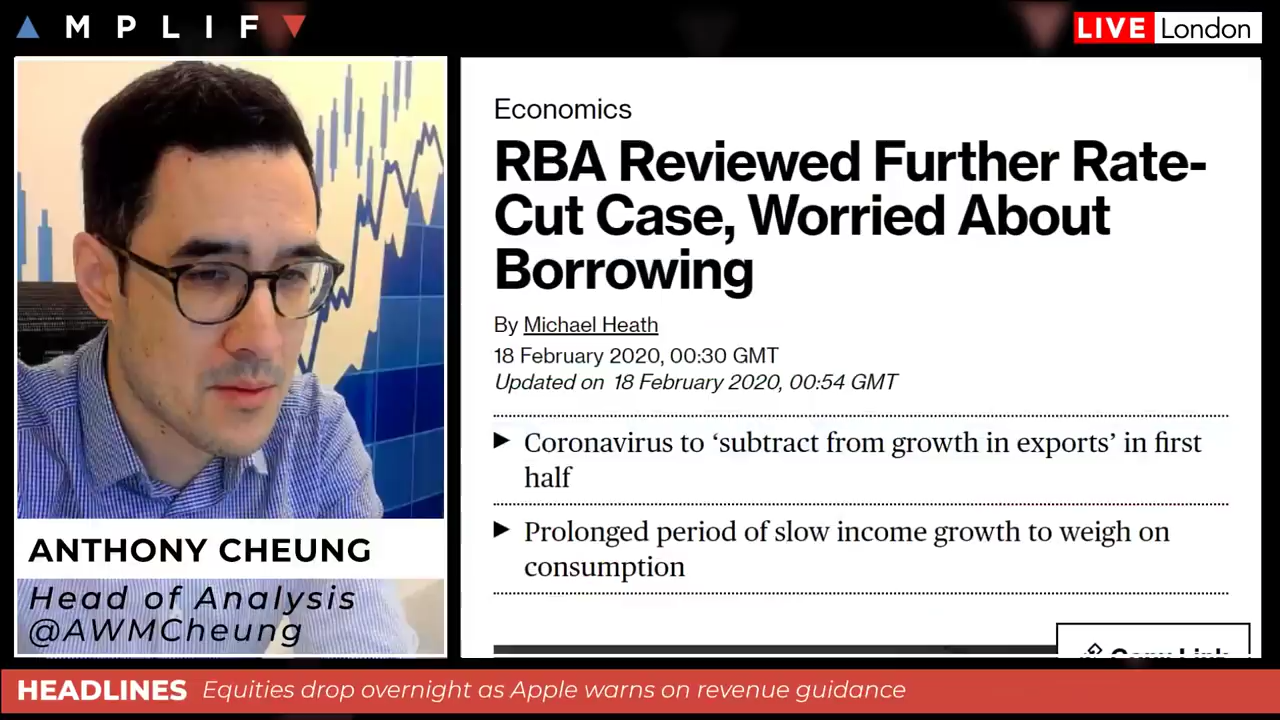 AMPLIFY
LIVE London
Economics
RBA Reviewed Further Rate-
Cut Case, Worried About
Borrowing
By Michael Heath
18 February 2020, 00:30 GMT
Updated on 18 February 2020, 00:54 GMT
Coronavirus to ‘subtract from growth in exports’ in first
half
Prolonged period of slow income growth to weigh on
consumption
Copy Link
ANTHONY CHEUNG
Head of Analysis
@AWMCheung
HEADLINES Equities drop overnight as Apple warns on revenue guidance